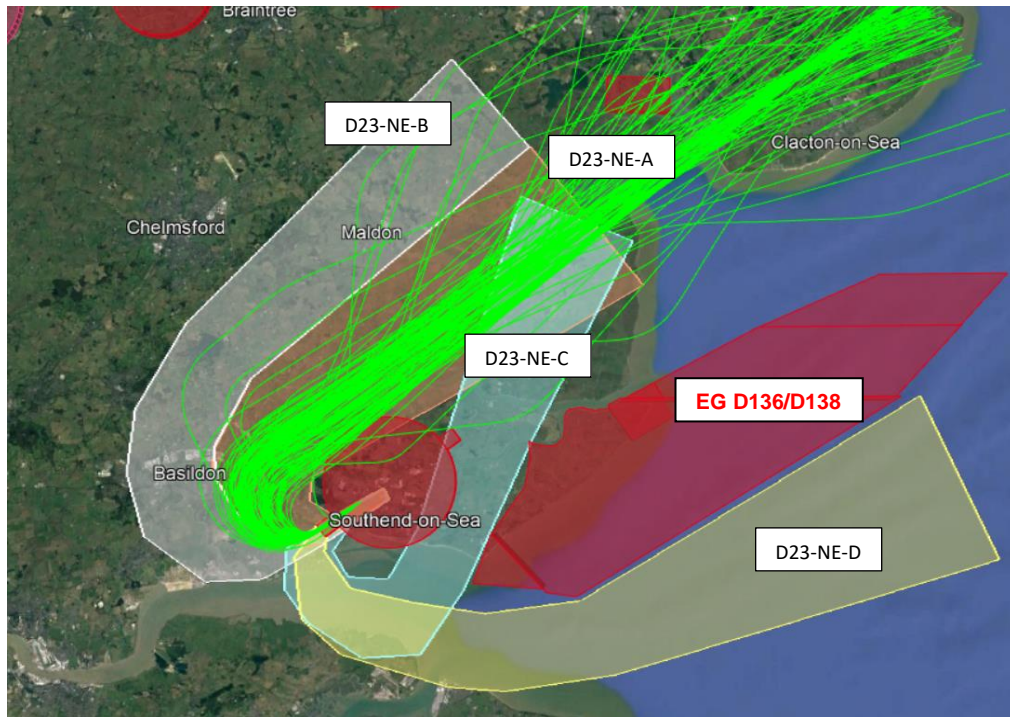 Braintree
D23-NE-B
D23-NE-A
Clacton-on-Sea
Chelmsford
Maldon
D23-NE-C
EG D136/D138
Basildon
Southend-on-Sea
D23-NE-D